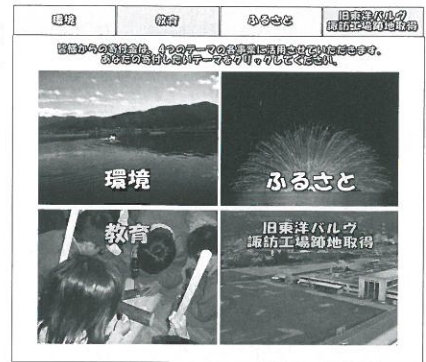 環境
教育
ふるさと
旧東洋バルヴ
諏訪工場跡地取得
皆様からの寄付金は、4つのテーマの各事業に活用させていただきます。
あなたの寄付したいテーマをクリックしてください。
環境
ふるさと
教育
旧東洋バルヴ
諏訪工場跡地取得